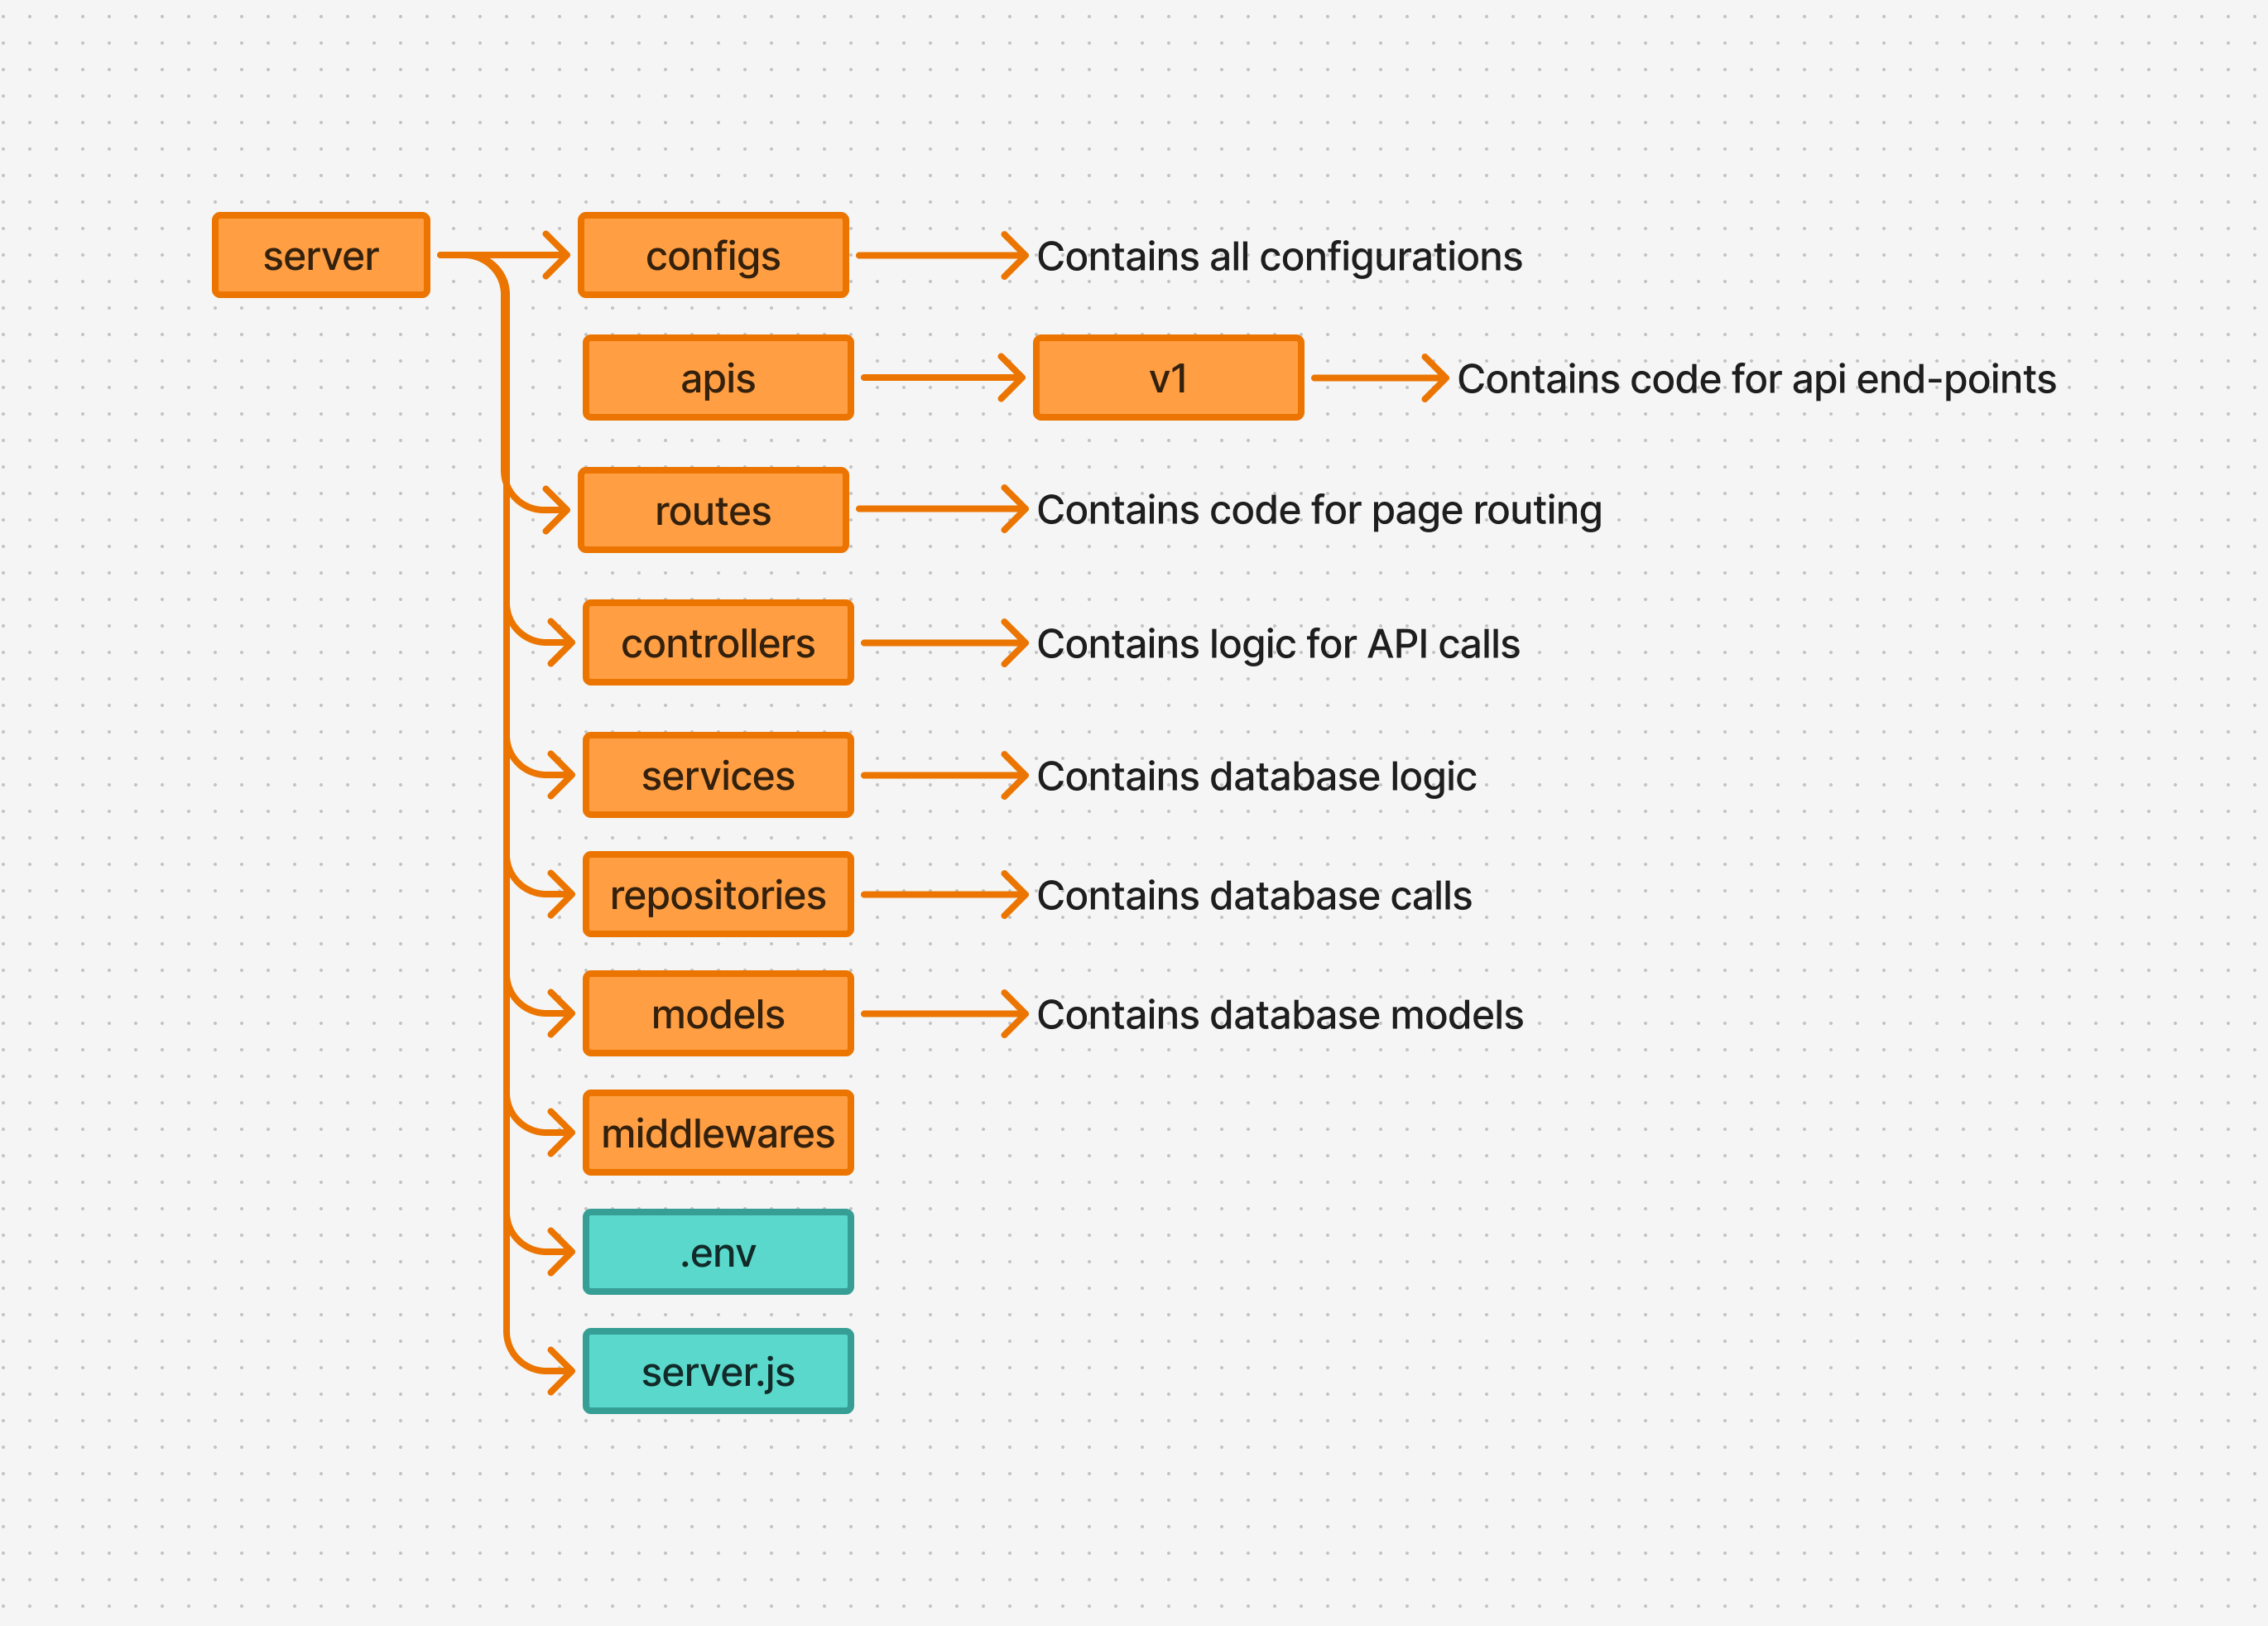 server
configs
Contains all configurations
apis
v1
Contains code for api end-points
routes
Contains code for page routing
controllers
Contains logic for API calls
services
Contains database logic
repositories
Contains database calls
models
Contains database models
middlewares
.env
server.js